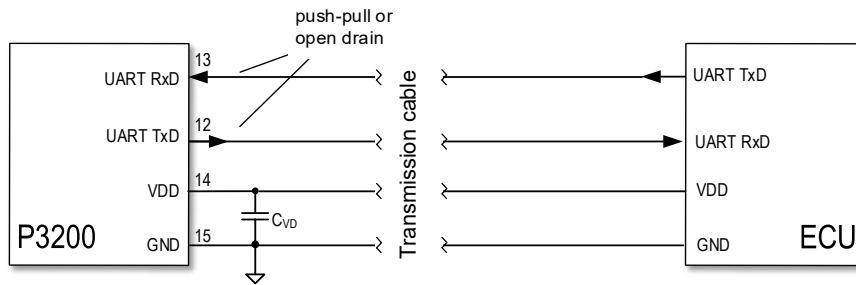 push-pull or
open drain
13
UART RxD
UART TxD
12
UART TxD
UART RxD
14
VDD
VDD
CVD
P3200
15
GND
GND
ECU
Transmission cable